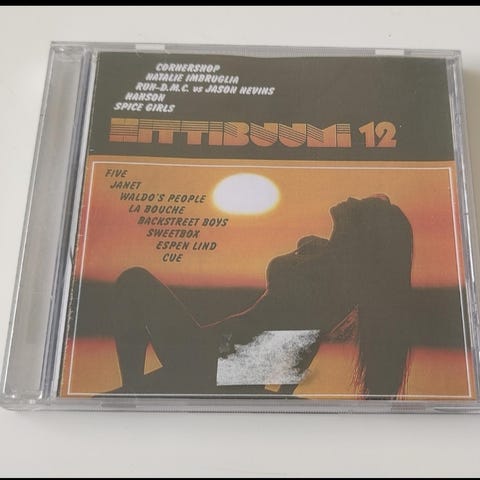 CORNERSHOP
NATALIE IMBRUGLIA
RUN-D.M.C. vs JASON NEVINS
HANSON
SPICE GIRLS
HITTIBUUMI 12
FIVE
JANET
WALDO'S PEOPLE
LA BOUCHE
BACKSTREET BOYS
SWEETBOX
ESPEN LIND
CUE